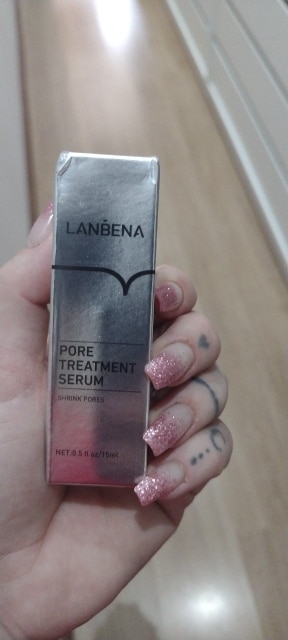 LANBENA
PORE
TREATMENT
SERUM
SHRINK PORES
NET:0.5 fl.oz/15ml